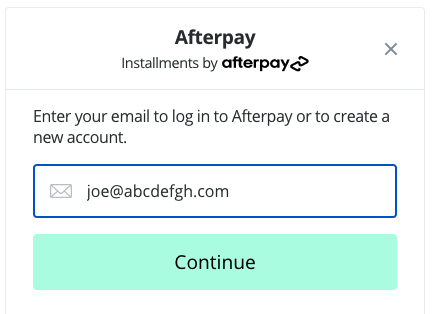 Afterpay
Installments by afterpay
Enter your email to log in to Afterpay or to create a
new account.
joe@abcdefgh.com
Continue